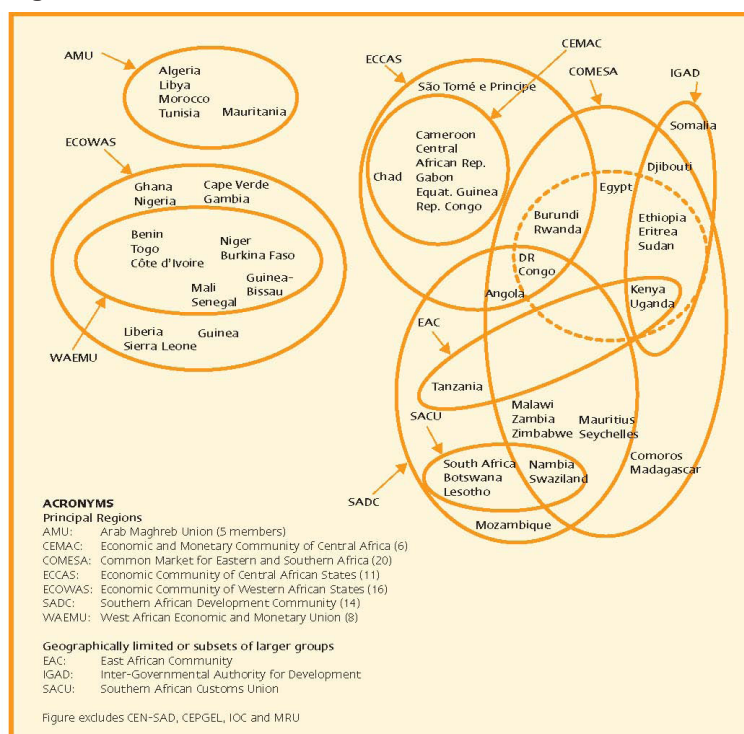 AMU
Algeria
Libya
Morocco
Tunisia
Mauritania
ECOWAS
Ghana
Nigeria
Cape Verde
Gambia
Benin
Togo
Côte d'Ivoire
Niger
Burkina Faso
Mali
Senegal
Guinea-
Bissau
Liberia
Sierra Leone
Guinea
WAEMU
ECCAS
CEMAC
COMESA
IGAD
São Tomé e Principe
Chad
Cameroon
Central
African Rep.
Gabon
Equat. Guinea
Rep. Congo
Somalia
Djibouti
Egypt
Burundi
Rwanda
Ethiopia
Eritrea
Sudan
DR
Congo
Angola
Kenya
Uganda
EAC
Tanzania
SACU
Malawi
Zambia
Zimbabwe
Mauritius
Seychelles
Comoros
Madagascar
South Africa
Botswana
Lesotho
Nambia
Swaziland
SADC
Mozambique
ACRONYMS
Principal Regions
AMU: Arab Maghreb Union (5 members)
CEMAC: Economic and Monetary Community of Central Africa (6)
COMESA: Common Market for Eastern and Southern Africa (20)
ECCAS: Economic Community of Central African States (11)
ECOWAS: Economic Community of Western African States (16)
SADC: Southern African Development Community (14)
WAEMU: West African Economic and Monetary Union (8)
Geographically limited or subsets of larger groups
EAC: East African Community
IGAD: Inter-Governmental Authority for Development
SACU: Southern African Customs Union
Figure excludes CEN-SAD, CEPGEL, IOC and MRU